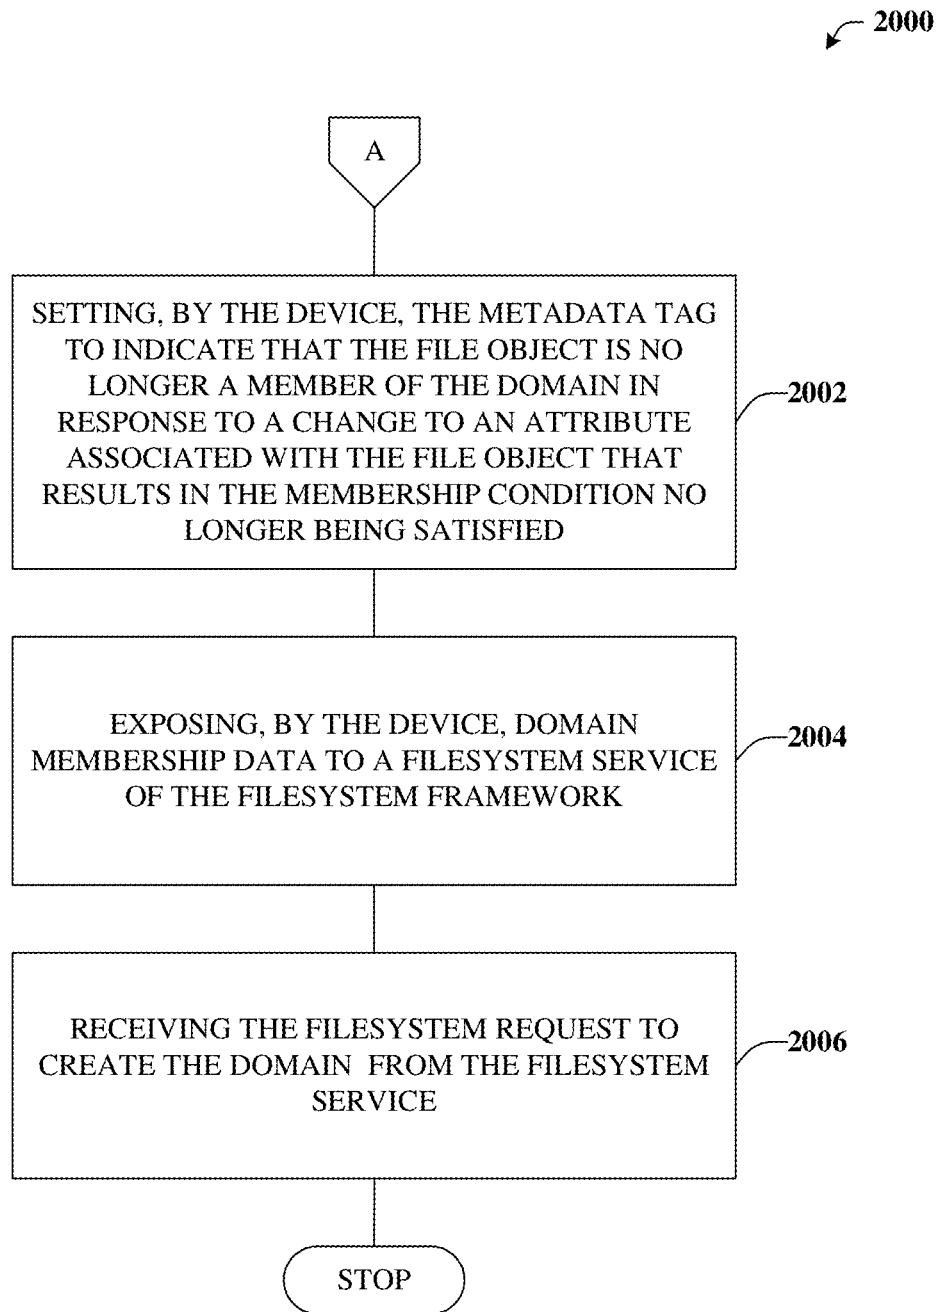 2000
A
SETTING, BY THE DEVICE, THE METADATA TAG
TO INDICATE THAT THE FILE OBJECT IS NO
LONGER A MEMBER OF THE DOMAIN IN
RESPONSE TO A CHANGE TO AN ATTRIBUTE
ASSOCIATED WITH THE FILE OBJECT THAT
RESULTS IN THE MEMBERSHIP CONDITION NO
LONGER BEING SATISFIED
2002
EXPOSING, BY THE DEVICE, DOMAIN
MEMBERSHIP DATA TO A FILESYSTEM SERVICE
OF THE FILESYSTEM FRAMEWORK
2004
RECEIVING THE FILESYSTEM REQUEST TO
CREATE THE DOMAIN FROM THE FILESYSTEM
SERVICE
2006
STOP